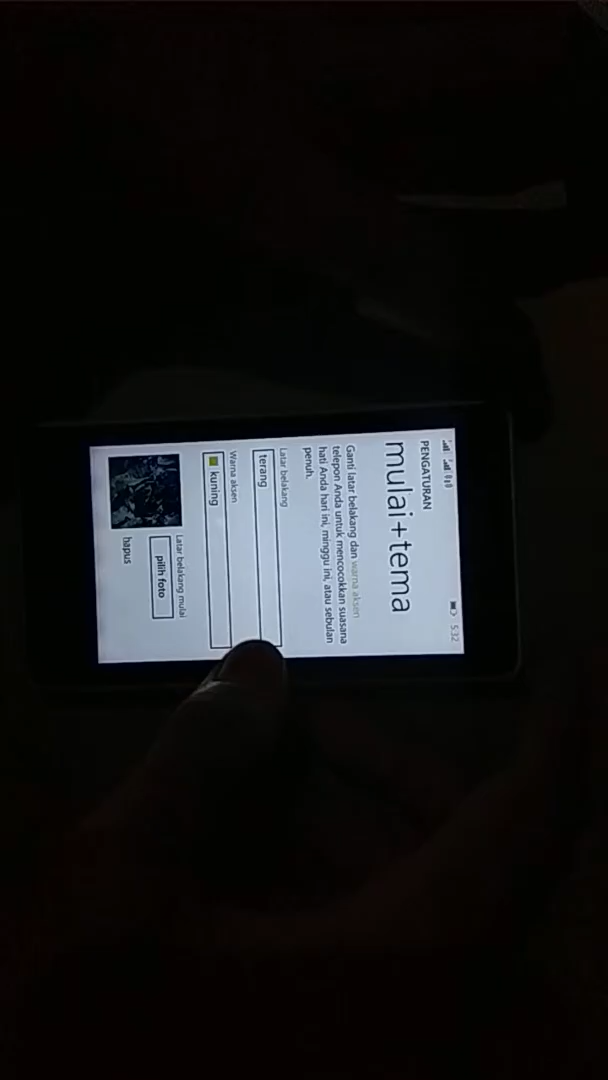 5:32
PENGATURAN
mulai+tema
Ganti latar belakang dan warna aksen
telepon Anda untuk mencocokkan suasana
hati Anda hari ini, minggu ini, atau sebulan
penuh.
Latar belakang
terang
Warna aksen
kuning
Latar belakang mulai
pilih foto
hapus